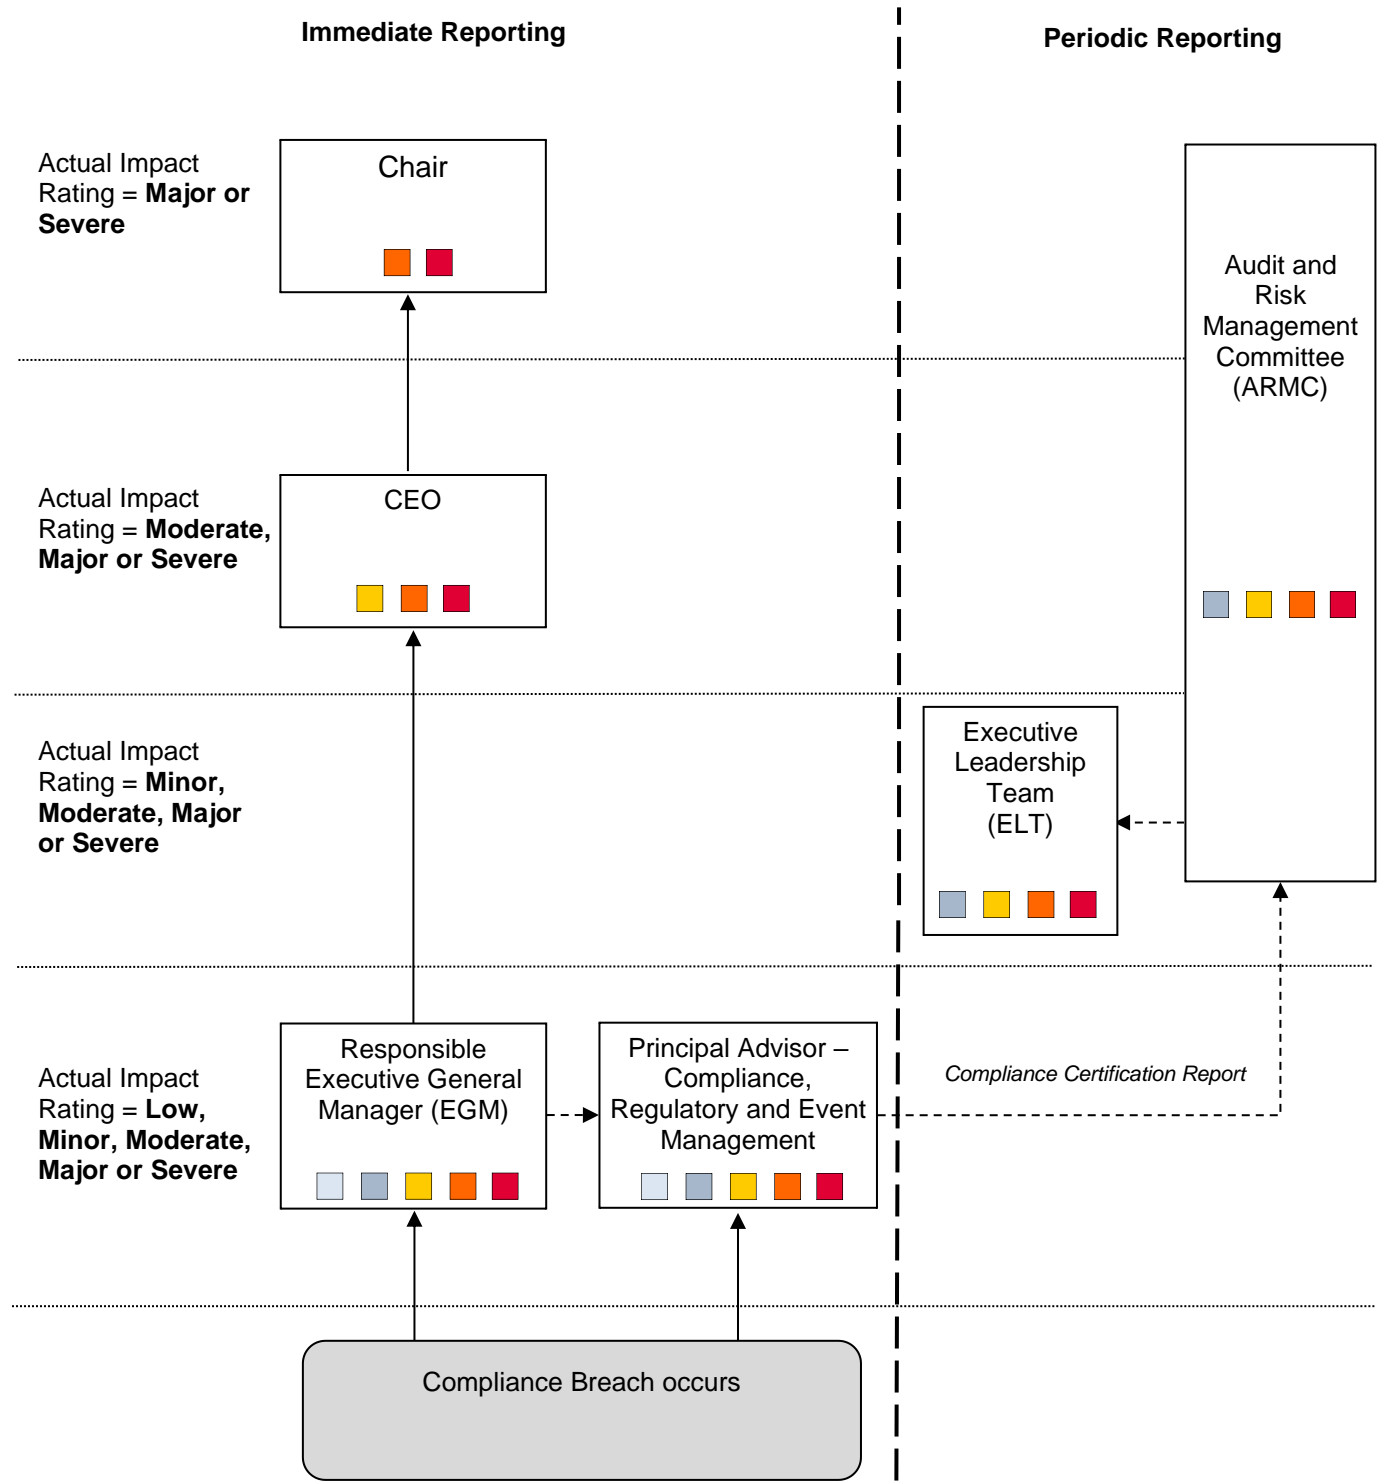 Immediate Reporting
Periodic Reporting
Actual Impact
Rating = Major or
Severe
Chair
Audit and
Risk
Management
Committee
(ARMC)
Actual Impact
Rating = Moderate,
Major or Severe
CEO
Actual Impact
Rating = Minor,
Moderate, Major
or Severe
Executive
Leadership
Team
(ELT)
Actual Impact
Rating = Low,
Minor, Moderate,
Major or Severe
Responsible
Executive General
Manager (EGM)
Principal Advisor –
Compliance,
Regulatory and Event
Management
Compliance Certification Report
Compliance Breach occurs